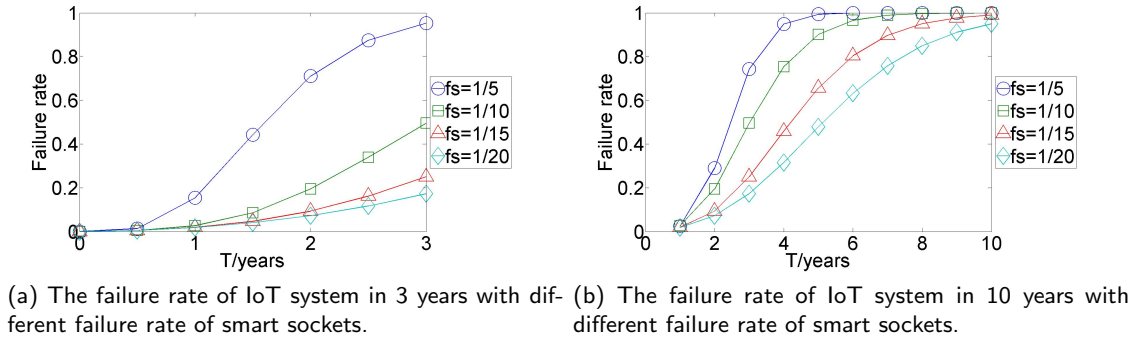 1
0.8
0.6
0.4
0.2
0
0 1 2 3
Failure rate
T/years
fs=1/5
fs=1/10
fs=1/15
fs=1/20
1
0.8
0.6
0.4
0.2
0
0 2 4 6 8 10
Failure rate
T/years
fs=1/5
fs=1/10
fs=1/15
fs=1/20
(a) The failure rate of IoT system in 3 years with dif-
ferent failure rate of smart sockets.
(b) The failure rate of IoT system in 10 years with
different failure rate of smart sockets.